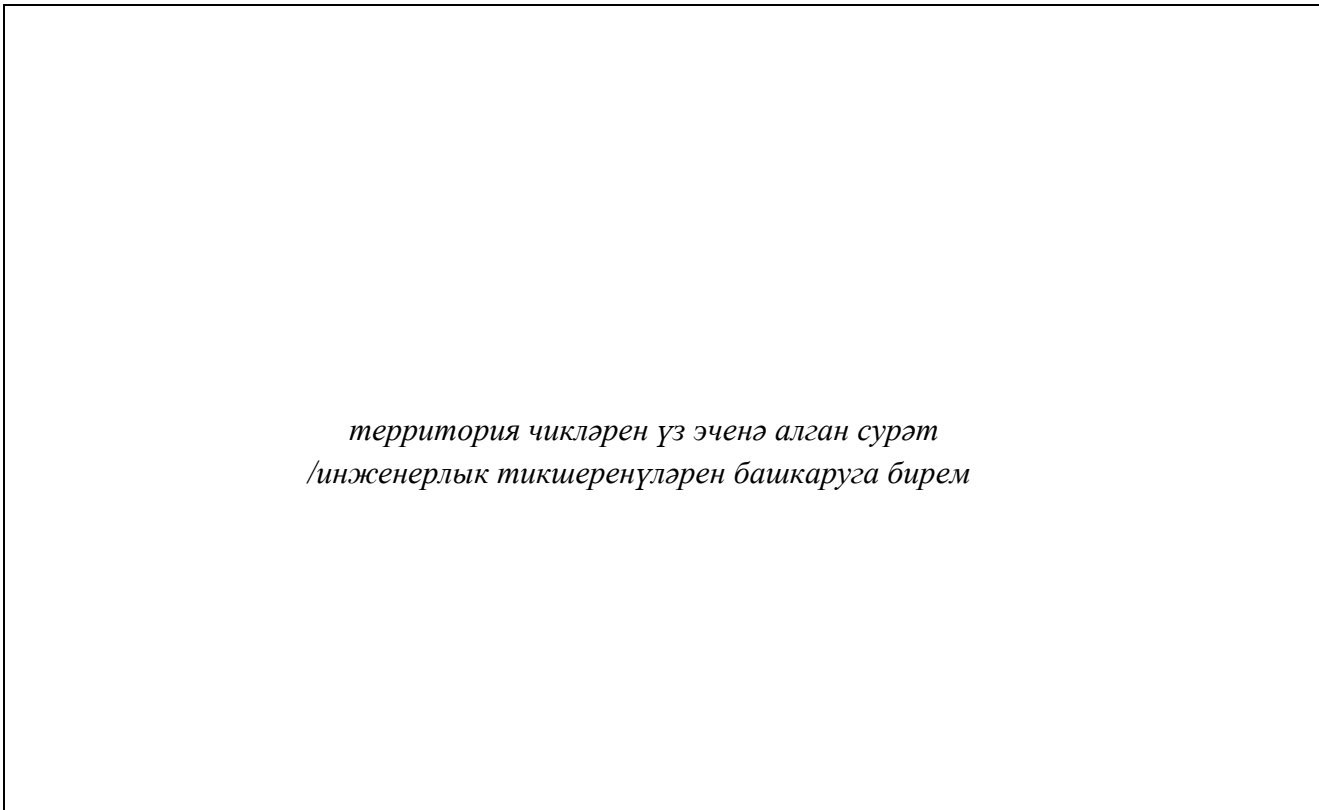 территория чикләрен үз эченә алган сурәт
/инженерлык тикшеренүләрен башкаруга бирем